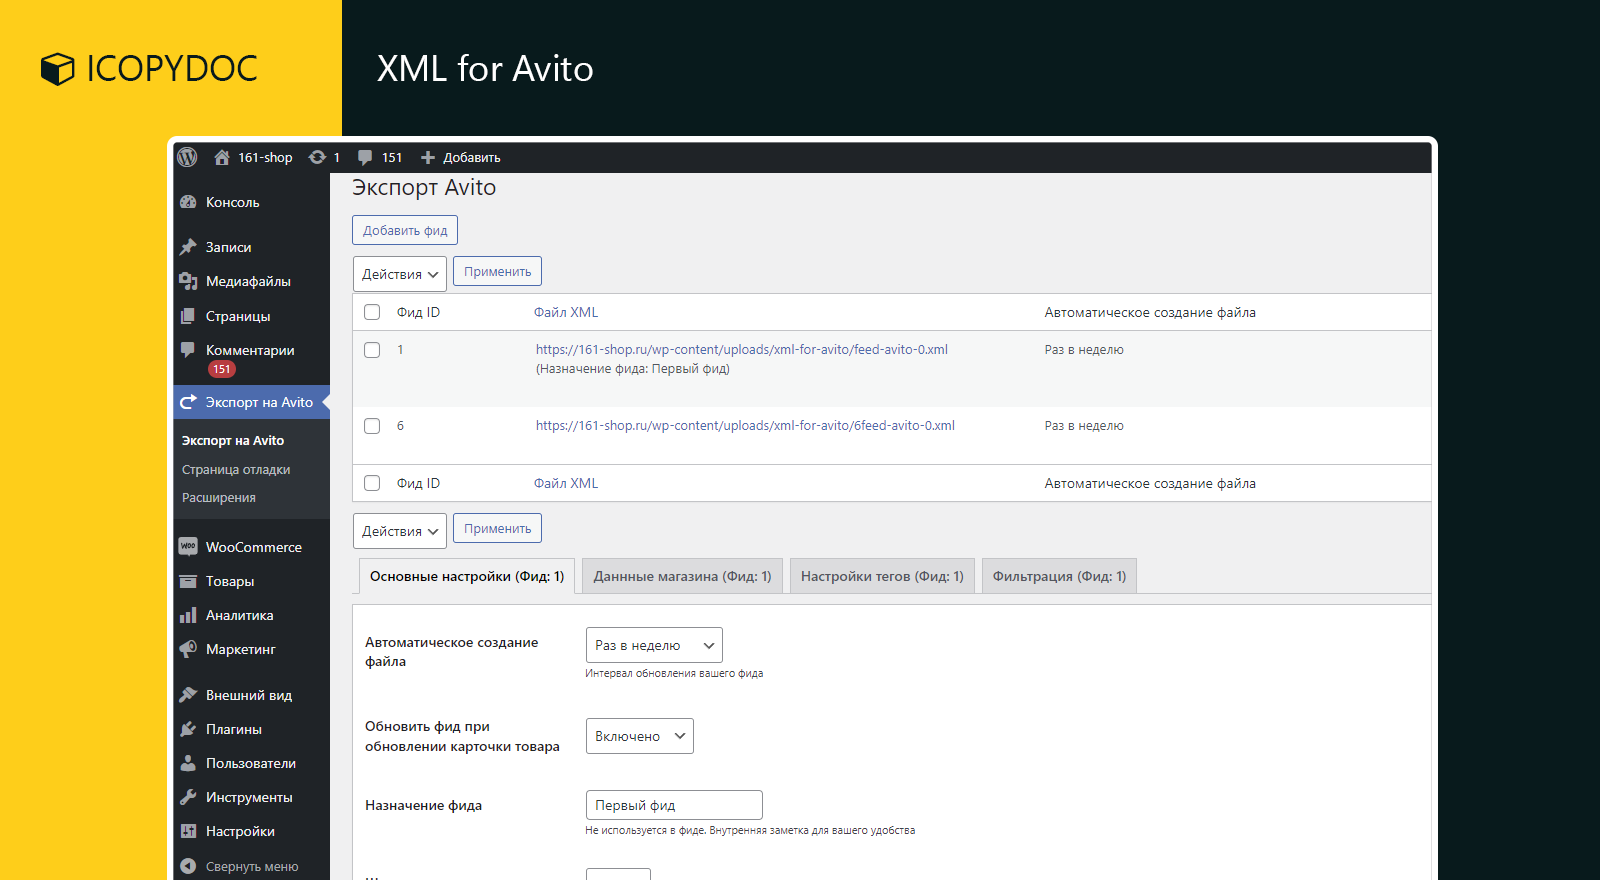 ICOPYDOC
XML for Avito
161-shop 1 151 Добавить
Консоль
Записи
Медиафайлы
Страницы
Комментарии
151
Экспорт на Avito
Экспорт на Avito
Страница отладки
Расширения
WooCommerce
Товары
Аналитика
Маркетинг
Внешний вид
Плагины
Пользователи
Инструменты
Настройки
Свернуть меню
Экспорт Avito
Добавить фид
Действия Применить
Фид ID Файл XML Автоматическое создание файла
1 https://161-shop.ru/wp-content/uploads/xml-for-avito/feed-avito-0.xml Раз в неделю
(Назначение фида: Первый фид)
6 https://161-shop.ru/wp-content/uploads/xml-for-avito/6feed-avito-0.xml Раз в неделю
Фид ID Файл XML Автоматическое создание файла
Действия Применить
Основные настройки (Фид: 1) Даннные магазина (Фид: 1) Настройки тегов (Фид: 1) Фильтрация (Фид: 1)
Автоматическое создание
файла
Раз в неделю
Интервал обновления вашего фида
Обновить фид при
обновлении карточки товара
Включено
Назначение фида
Первый фид
Не используется в фиде. Внутренняя заметка для вашего удобства